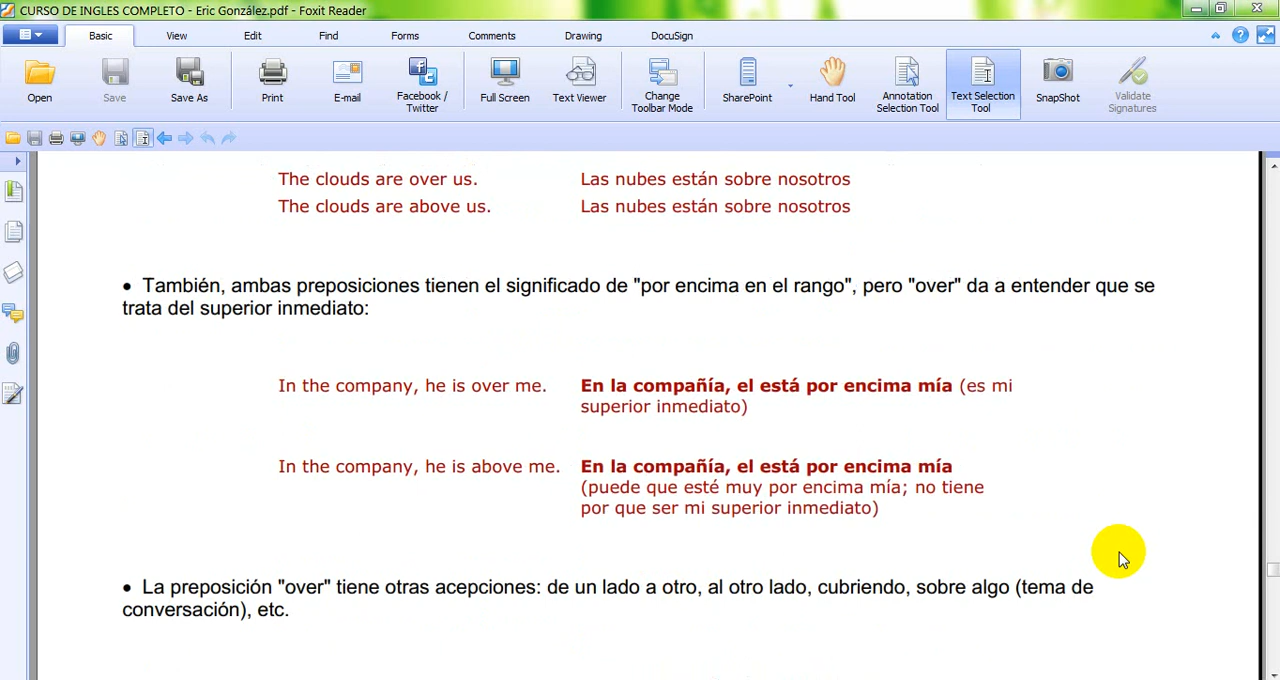 CURSO DE INGLES COMPLETO - Eric González.pdf - Foxit Reader
Basic View Edit Find Forms Comments Drawing DocuSign
Open Save Save As Print E-mail Facebook / Twitter Full Screen Text Viewer Change Toolbar Mode SharePoint Hand Tool Annotation Selection Tool Text Selection Tool SnapShot Validate Signatures
The clouds are over us. Las nubes están sobre nosotros
The clouds are above us. Las nubes están sobre nosotros
• También, ambas preposiciones tienen el significado de "por encima en el rango", pero "over" da a entender que se
trata del superior inmediato:
In the company, he is over me. En la compañía, el está por encima mía (es mi
superior inmediato)
In the company, he is above me. En la compañía, el está por encima mía
(puede que esté muy por encima mía; no tiene
por que ser mi superior inmediato)
• La preposición "over" tiene otras acepciones: de un lado a otro, al otro lado, cubriendo, sobre algo (tema de
conversación), etc.